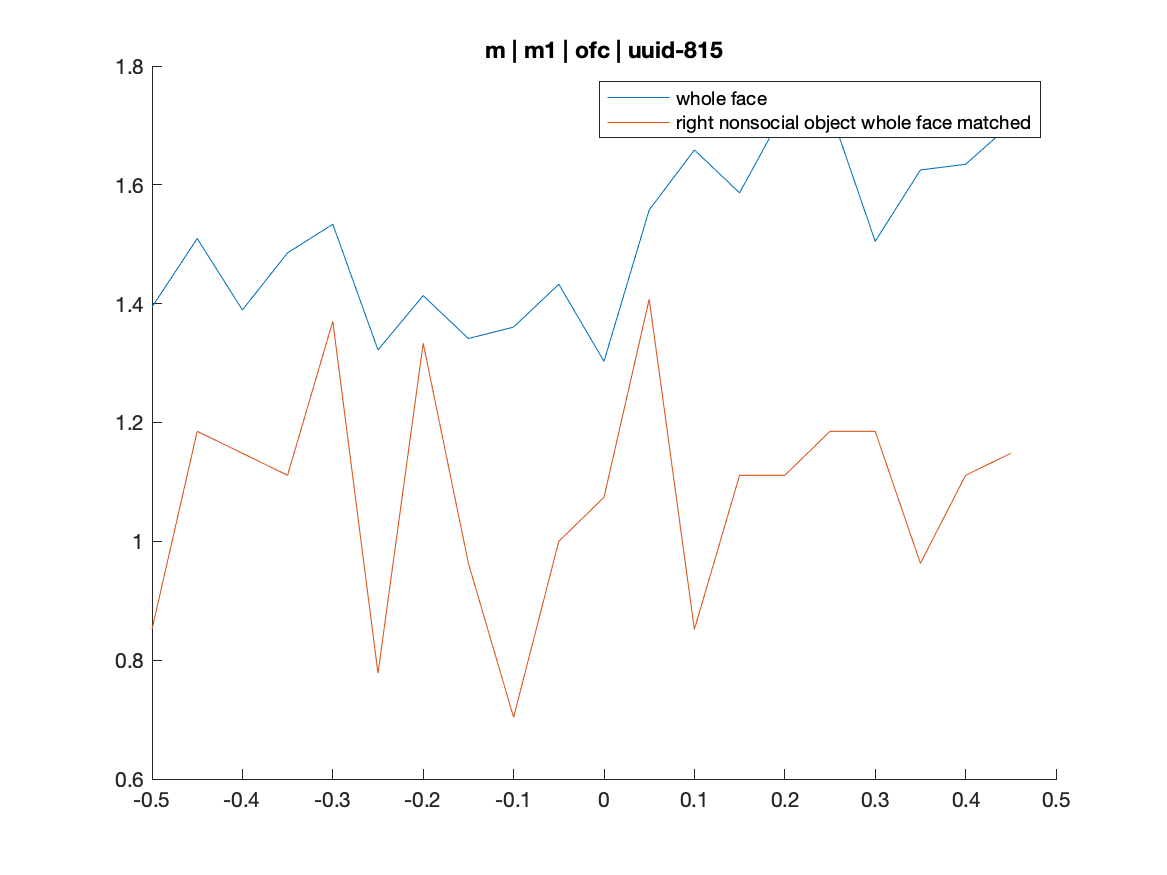 m | m1 | ofc | uuid-815
whole face
right nonsocial object whole face matched
1.8
1.6
1.4
1.2
1
0.8
0.6
-0.5 -0.4 -0.3 -0.2 -0.1 0 0.1 0.2 0.3 0.4 0.5